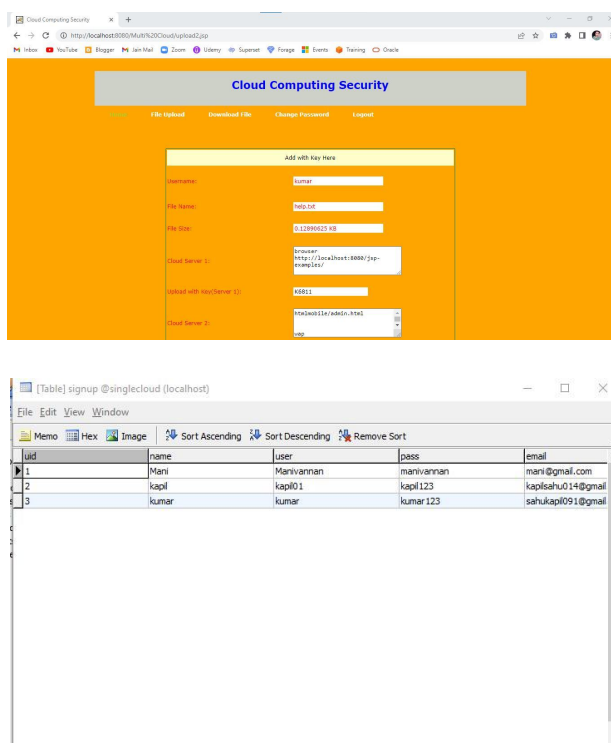 Cloud Computing Security
http://localhost:8080/Multi%20Cloud/upload2.jsp
Inbox YouTube Blogger Jain Mail Zoom Udemy Superset Forage Events Training Oracle
Cloud Computing Security
Home File Upload Download File Change Password Logout
Add with Key Here
Username: kumar
File Name: help.txt
File Size: 0.12890625 KB
Cloud Server 1: browser
http://localhost:8080/jsp-
examples/
Upload with Key(Server 1): K6811
Cloud Server 2: htmlmobile/admin.html
wap
[Table] signup @singlecloud (localhost)
File Edit View Window
Memo Hex Image Sort Ascending Sort Descending Remove Sort
uid name user pass email
1 Mani Manivannan manivannan mani@gmail.com
2 kapil kapil01 kapil123 kapilsahu014@gmail
3 kumar kumar kumar123 sahukapil091@gmail